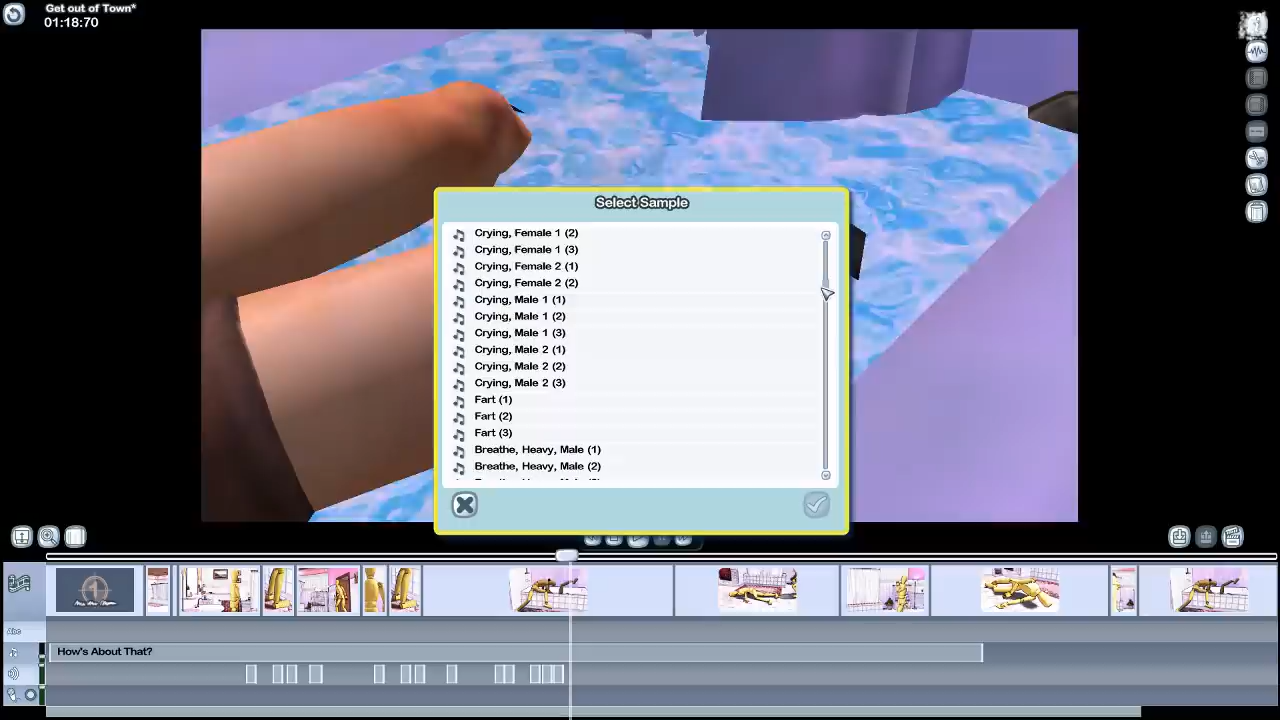 Get out of Town*
01:18:70
Select Sample
Crying, Female 1 (2)
Crying, Female 1 (3)
Crying, Female 2 (1)
Crying, Female 2 (2)
Crying, Male 1 (1)
Crying, Male 1 (2)
Crying, Male 1 (3)
Crying, Male 2 (1)
Crying, Male 2 (2)
Crying, Male 2 (3)
Fart (1)
Fart (2)
Fart (3)
Breathe, Heavy, Male (1)
Breathe, Heavy, Male (2)
Abc
How's About That?